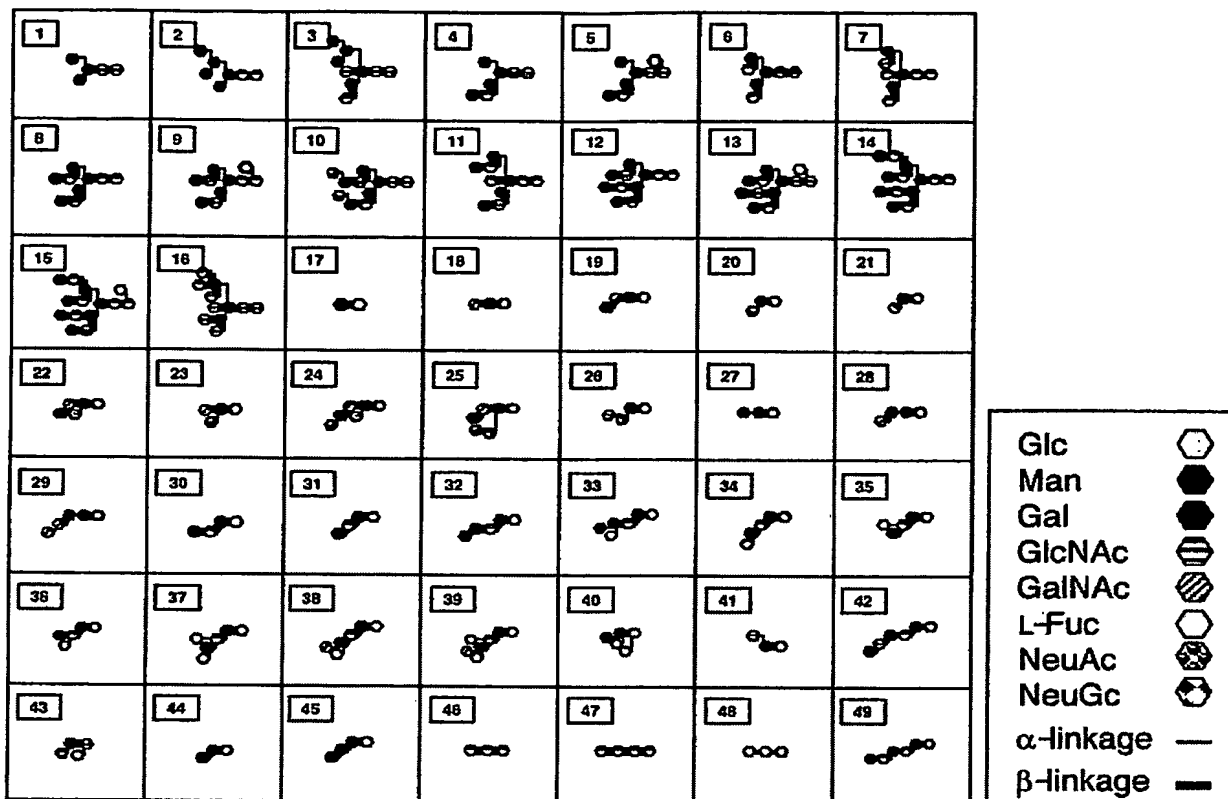 1 2 3 4 5 6 7
8 9 10 11 12 13 14
15 16 17 18 19 20 21
22 23 24 25 26 27 28
29 30 31 32 33 34 35
36 37 38 39 40 41 42
43 44 45 46 47 48 49
Glc
Man
Gal
GlcNAc
GalNAc
L-Fuc
NeuAc
NeuGc
α-linkage
β-linkage